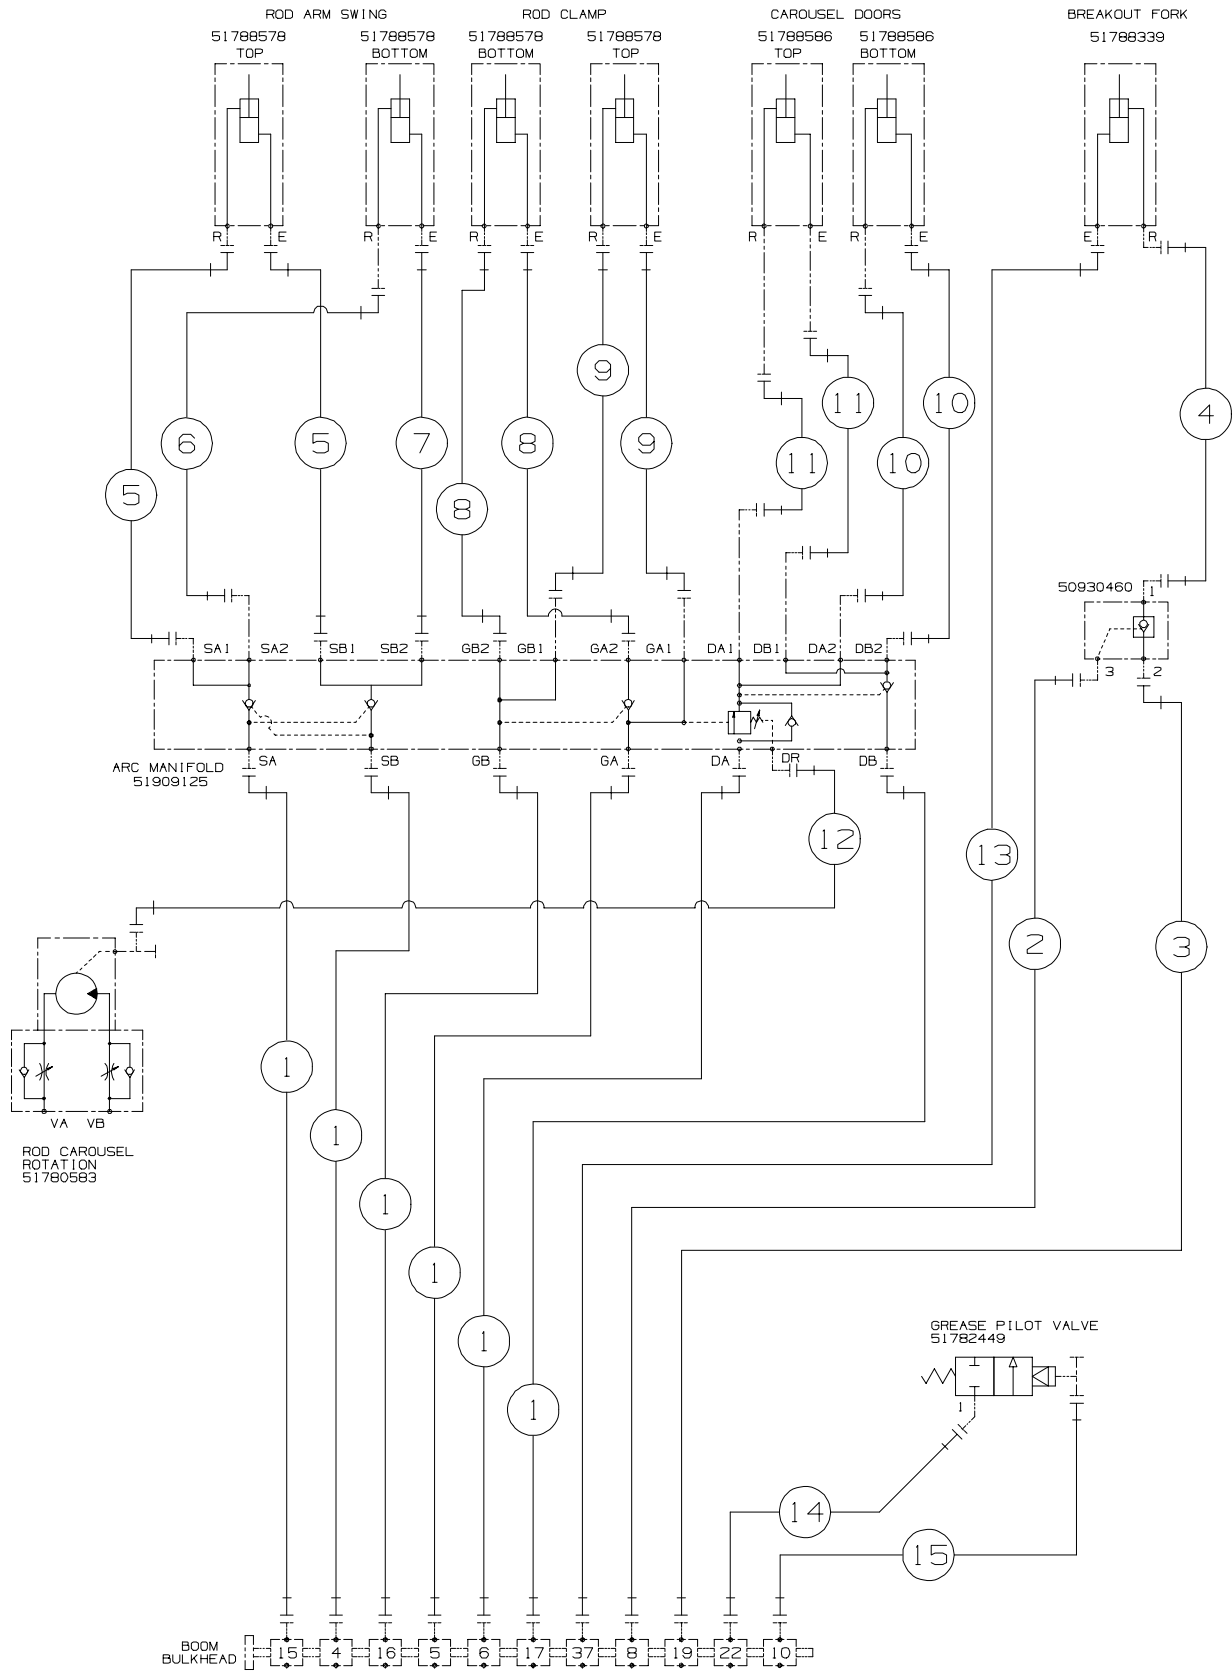 ROD ARM SWING
ROD CLAMP
CAROUSEL DOORS
BREAKOUT FORK
51788578
TOP
51788578
BOTTOM
51788578
BOTTOM
51788578
TOP
51788586
TOP
51788586
BOTTOM
51788339
R E
R E
R E
R E
R E
R E
E R
9
11
10
4
6
5
7
8
9
11
10
5
8
50930460
1
3 2
SA1 SA2 SB1 SB2 GB2 GB1 GA2 GA1 DA1 DB1 DA2 DB2
SA SB GB GA DA DR DB
ARC MANIFOLD
51909125
12
13
2
3
VA VB
ROD CAROUSEL
ROTATION
51780583
1
1
1
1
1
1
GREASE PILOT VALVE
51782449
1
14
15
BOOM
BULKHEAD
15 4 16 5 6 17 37 8 19 22 10